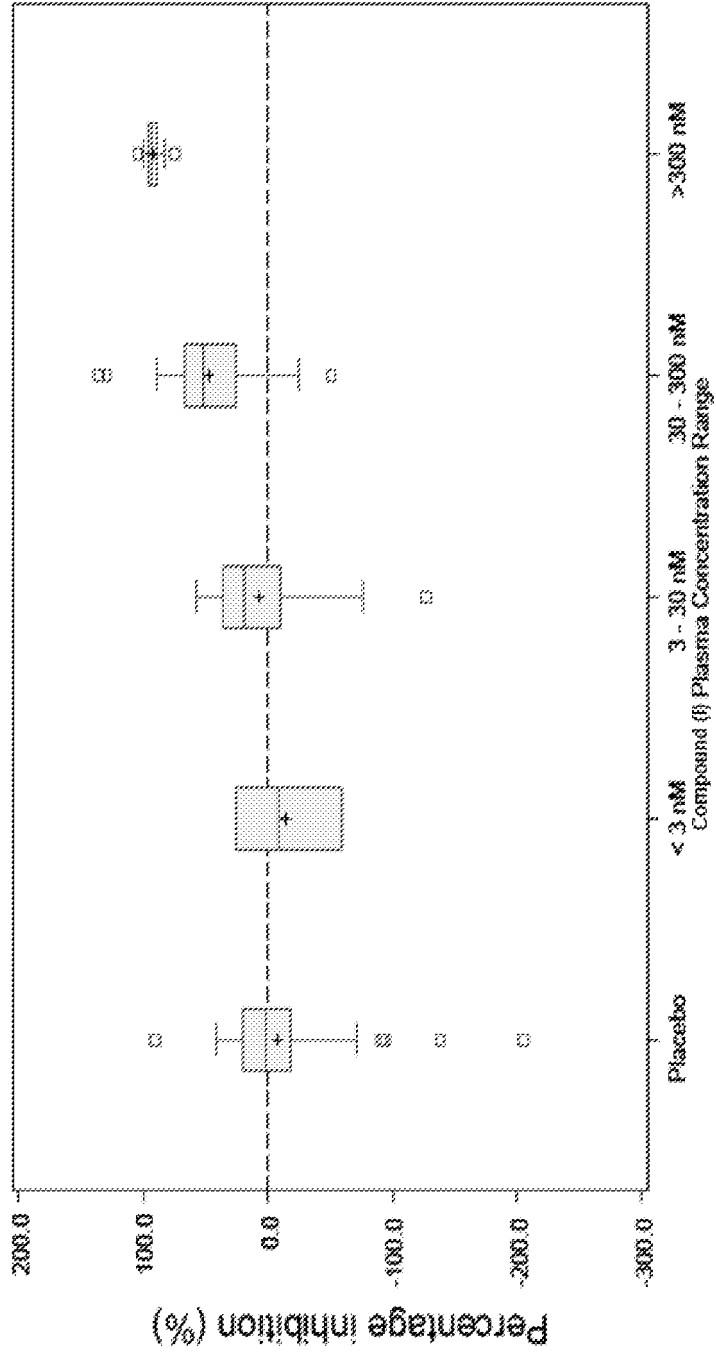 Percentage inhibition (%)
200.0
100.0
0.0
-100.0
-200.0
-300.0
Placebo
< 3 nM
3 - 30 nM
30 - 300 nM
>300 nM
Compound (I) Plasma Concentration Range